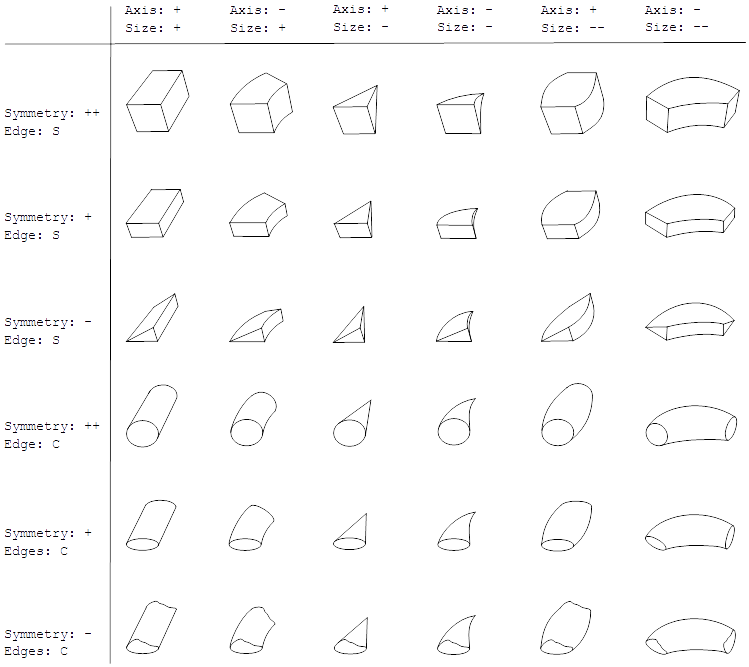 Axis: + Axis: - Axis: + Axis: - Axis: + Axis: -
Size: + Size: + Size: - Size: - Size: -- Size: --
Symmetry: ++
Edge: S
Symmetry: +
Edge: S
Symmetry: -
Edge: S
Symmetry: ++
Edge: C
Symmetry: +
Edges: C
Symmetry: -
Edges: C